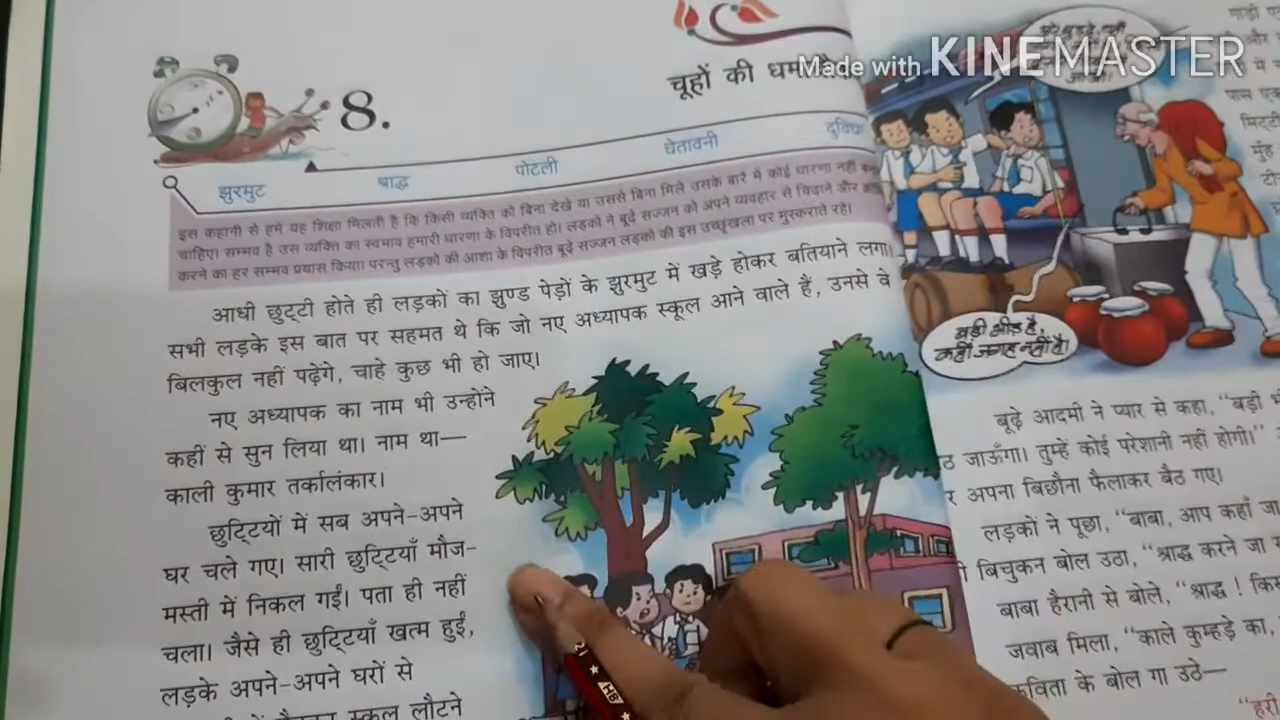 Made with KINEMASTER
8.
चूहों की
झुरमुट श्राद्ध पोटली चेतावनी दुविधा
इस कहानी से हमे यह शिक्षा मिलती है कि किसी व्यक्ति को बिना देखे या उससे बिना मिले उसके बारे में कोई धारणा नहीं
चाहिए। सम्भव है उस व्यक्ति का स्वभाव हमारी धारणा के विपरीत हो। लड़कों ने बूढ़े सज्जन को अपने व्यवहार से चिढ़ाने और
करने का हर सम्भव प्रयास किया। परन्तु लड़कों की आशा के विपरीत बूढ़े सज्जन लड़कों की इस उच्छृंखला पर मुस्कराते रहे।
आधी छुट्टी होते ही लड़कों का झुण्ड पेड़ों के झुरमुट में खड़े होकर बतियाने लगा।
सभी लड़के इस बात पर सहमत थे कि जो नए अध्यापक स्कूल आने वाले हैं, उनसे वे
बिलकुल नहीं पढ़ेंगे, चाहे कुछ भी हो जाए।
नए अध्यापक का नाम भी उन्होंने
कहीं से सुन लिया था। नाम था—
काली कुमार तर्कालंकार।
छुट्टियों में सब अपने-अपने
घर चले गए। सारी छुट्टियाँ मौज-
मस्ती में निकल गईं। पता ही नहीं
चला। जैसे ही छुट्टियाँ खत्म हुईं,
लड़के अपने-अपने घरों से
स्कूल लौटने
बड़ी भीड़ है,
कहीं जगह नहीं है।
बूढ़े आदमी ने प्यार से कहा, “बड़ी
जाऊँगा। तुम्हें कोई परेशानी नहीं होगी।”
अपना बिछौना फैलाकर बैठ गए।
लड़कों ने पूछा, “बाबा, आप कहाँ जा
बिचुकन बोल उठा, “श्राद्ध करने जा
बाबा हैरानी से बोले, “श्राद्ध !
जवाब मिला, “काले कुम्हड़े का,
कविता के बोल गा उठे—
“हरी